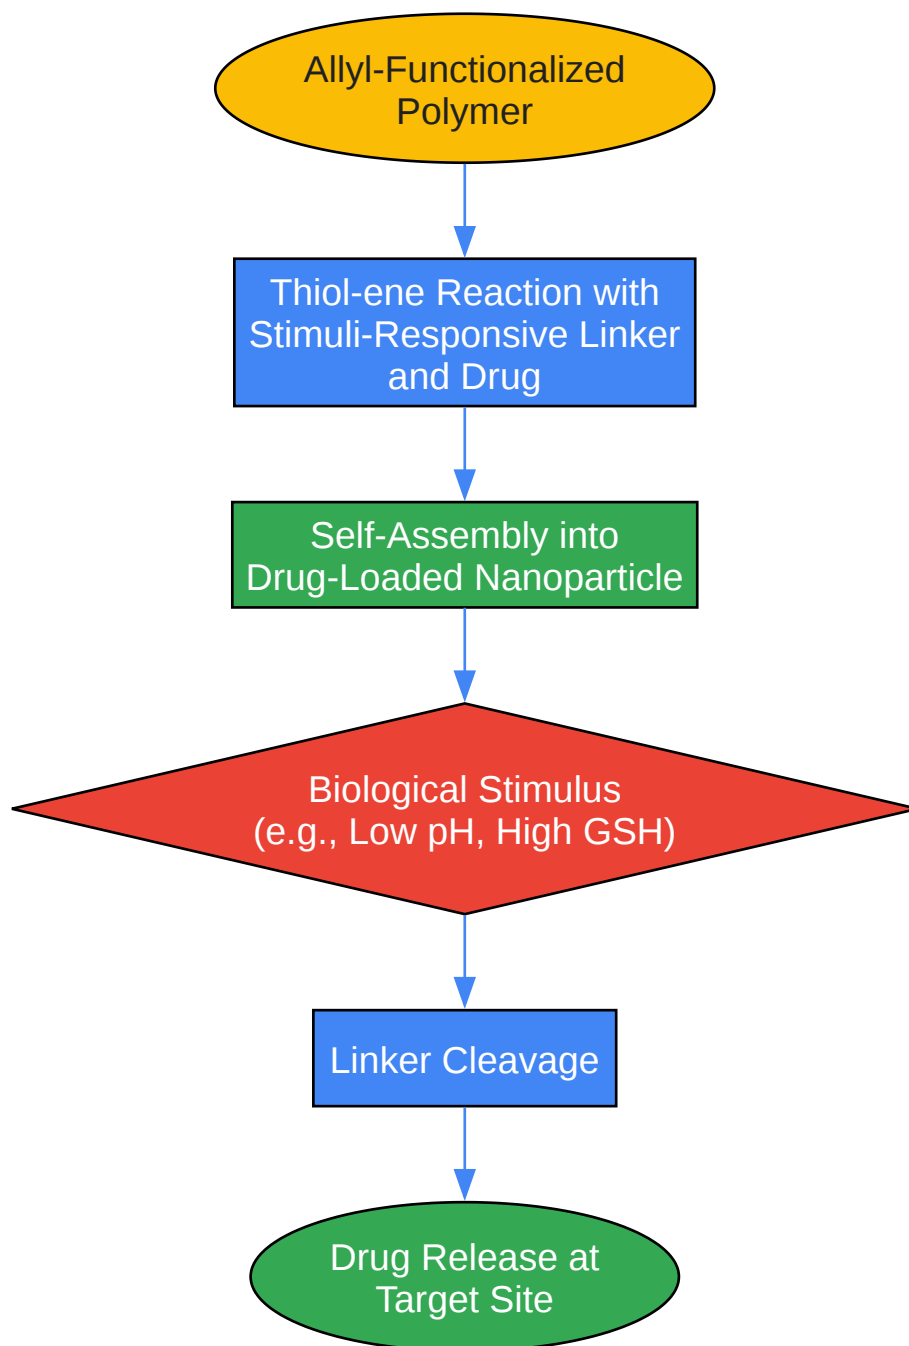 Allyl-Functionalized
Polymer
Thiol-ene Reaction with
Stimuli-Responsive Linker
and Drug
Self-Assembly into
Drug-Loaded Nanoparticle
Biological Stimulus
(e.g., Low pH, High GSH)
Linker Cleavage
Drug Release at
Target Site